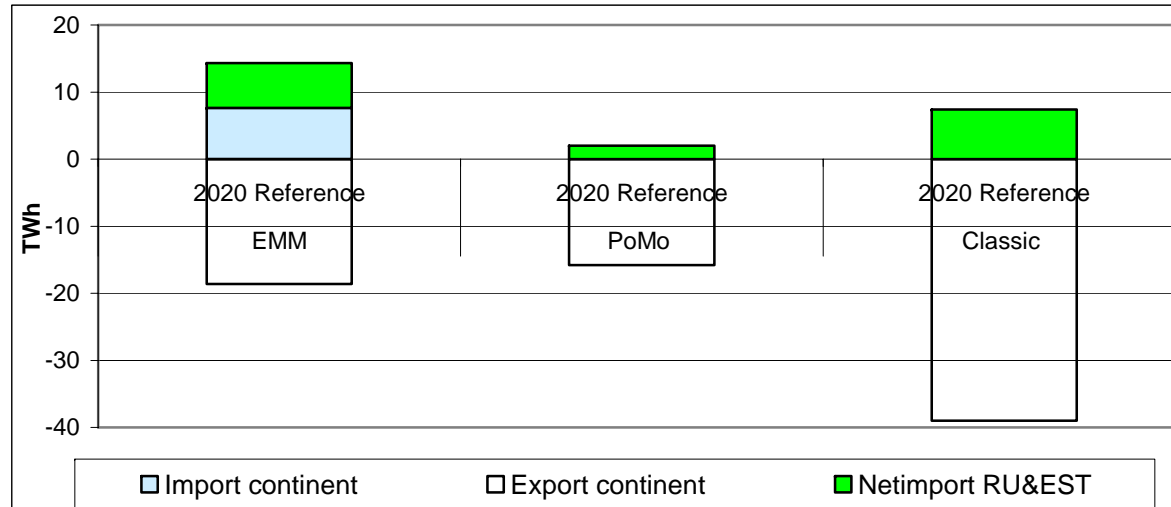 20
10
0
-10
-20
-30
-40
TWh
2020 Reference 2020 Reference 2020 Reference
EMM PoMo Classic
Import continent Export continent Netimport RU&EST